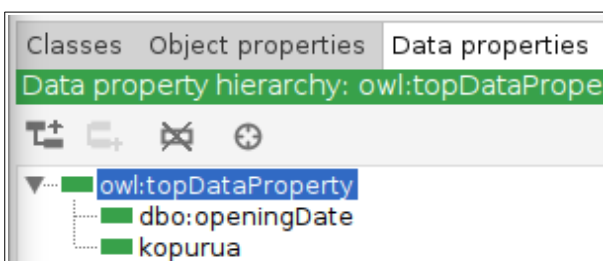 Classes Object properties Data properties
Data property hierarchy: owl:topDataPrope
owl:topDataProperty
dbo:openingDate
kopurua